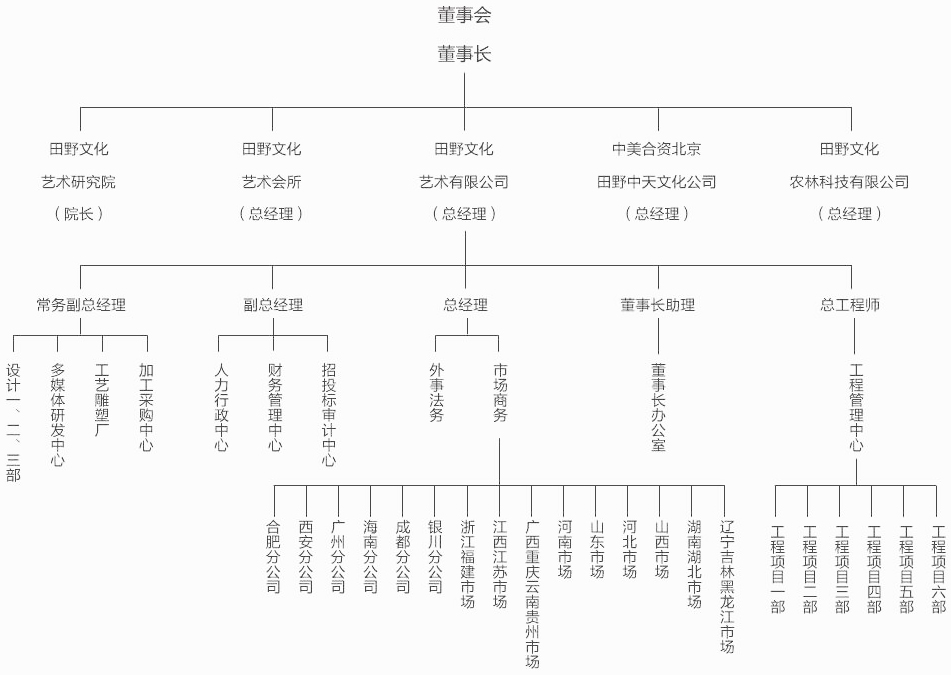 董事会
董事长
田野文化
艺术研究院
（院长）
田野文化
艺术会所
（总经理）
田野文化
艺术有限公司
（总经理）
中美合资北京
田野中天文化公司
（总经理）
田野文化
农林科技有限公司
（总经理）
常务副总经理
副总经理
总经理
董事长助理
总工程师
设计一、二、三部
多媒体研发中心
工艺雕塑厂
加工采购中心
人力行政中心
财务管理中心
招投标审计中心
外事法务
市场商务
董事长办公室
工程管理中心
合肥分公司
西安分公司
广州分公司
海南分公司
成都分公司
银川分公司
浙江福建市场
江西江苏市场
广西重庆云南贵州市场
河南市场
山东市场
河北市场
山西市场
湖南湖北市场
辽宁吉林黑龙江市场
工程项目一部
工程项目二部
工程项目三部
工程项目四部
工程项目五部
工程项目六部